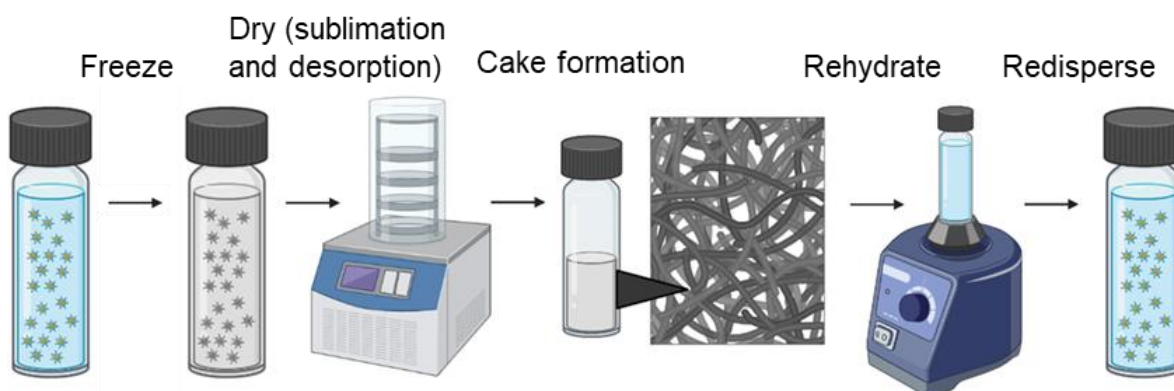 Freeze
Dry (sublimation
and desorption)
Cake formation
Rehydrate
Redisperse